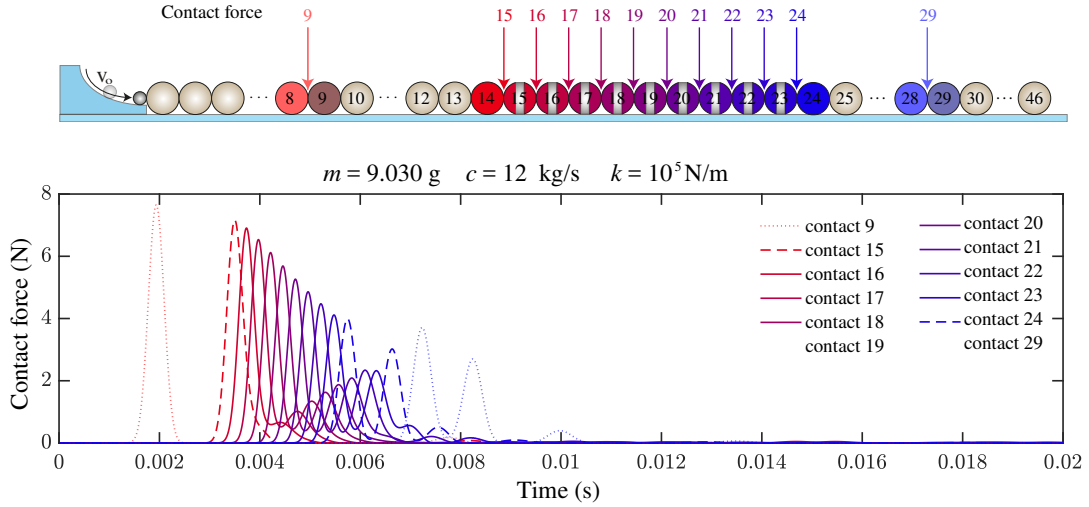 Contact force
9 15 16 17 18 19 20 21 22 23 24 29
v₀
8 9 10 ··· 12 13 14 15 16 17 18 19 20 21 22 23 24 25 ··· 28 29 30 ··· 46
m = 9.030 g c = 12 kg/s k = 10⁵ N/m
8
6
4
2
0
Contact force (N)
contact 9
contact 15
contact 16
contact 17
contact 18
contact 19
contact 20
contact 21
contact 22
contact 23
contact 24
contact 29
0 0.002 0.004 0.006 0.008 0.01 0.012 0.014 0.016 0.018 0.02
Time (s)